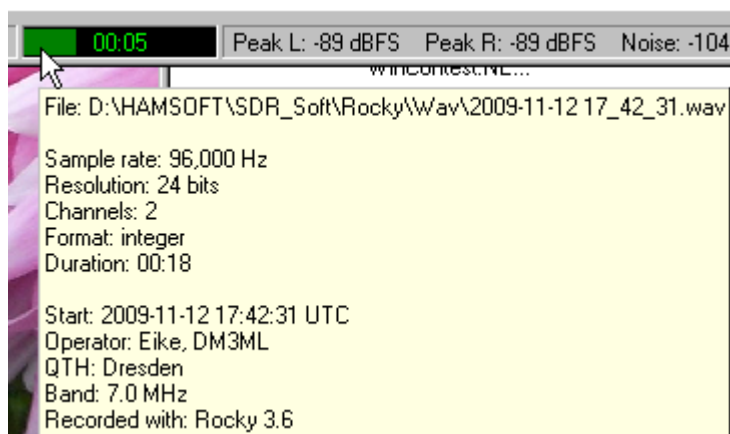 00:05 Peak L: -89 dBFS Peak R: -89 dBFS Noise: -104
WinContest.NE...
File: D:\HAMSOFT\SDR_Soft\Rocky\Wav\2009-11-12 17_42_31.wav
Sample rate: 96,000 Hz
Resolution: 24 bits
Channels: 2
Format: integer
Duration: 00:18
Start: 2009-11-12 17:42:31 UTC
Operator: Eike, DM3ML
QTH: Dresden
Band: 7.0 MHz
Recorded with: Rocky 3.6